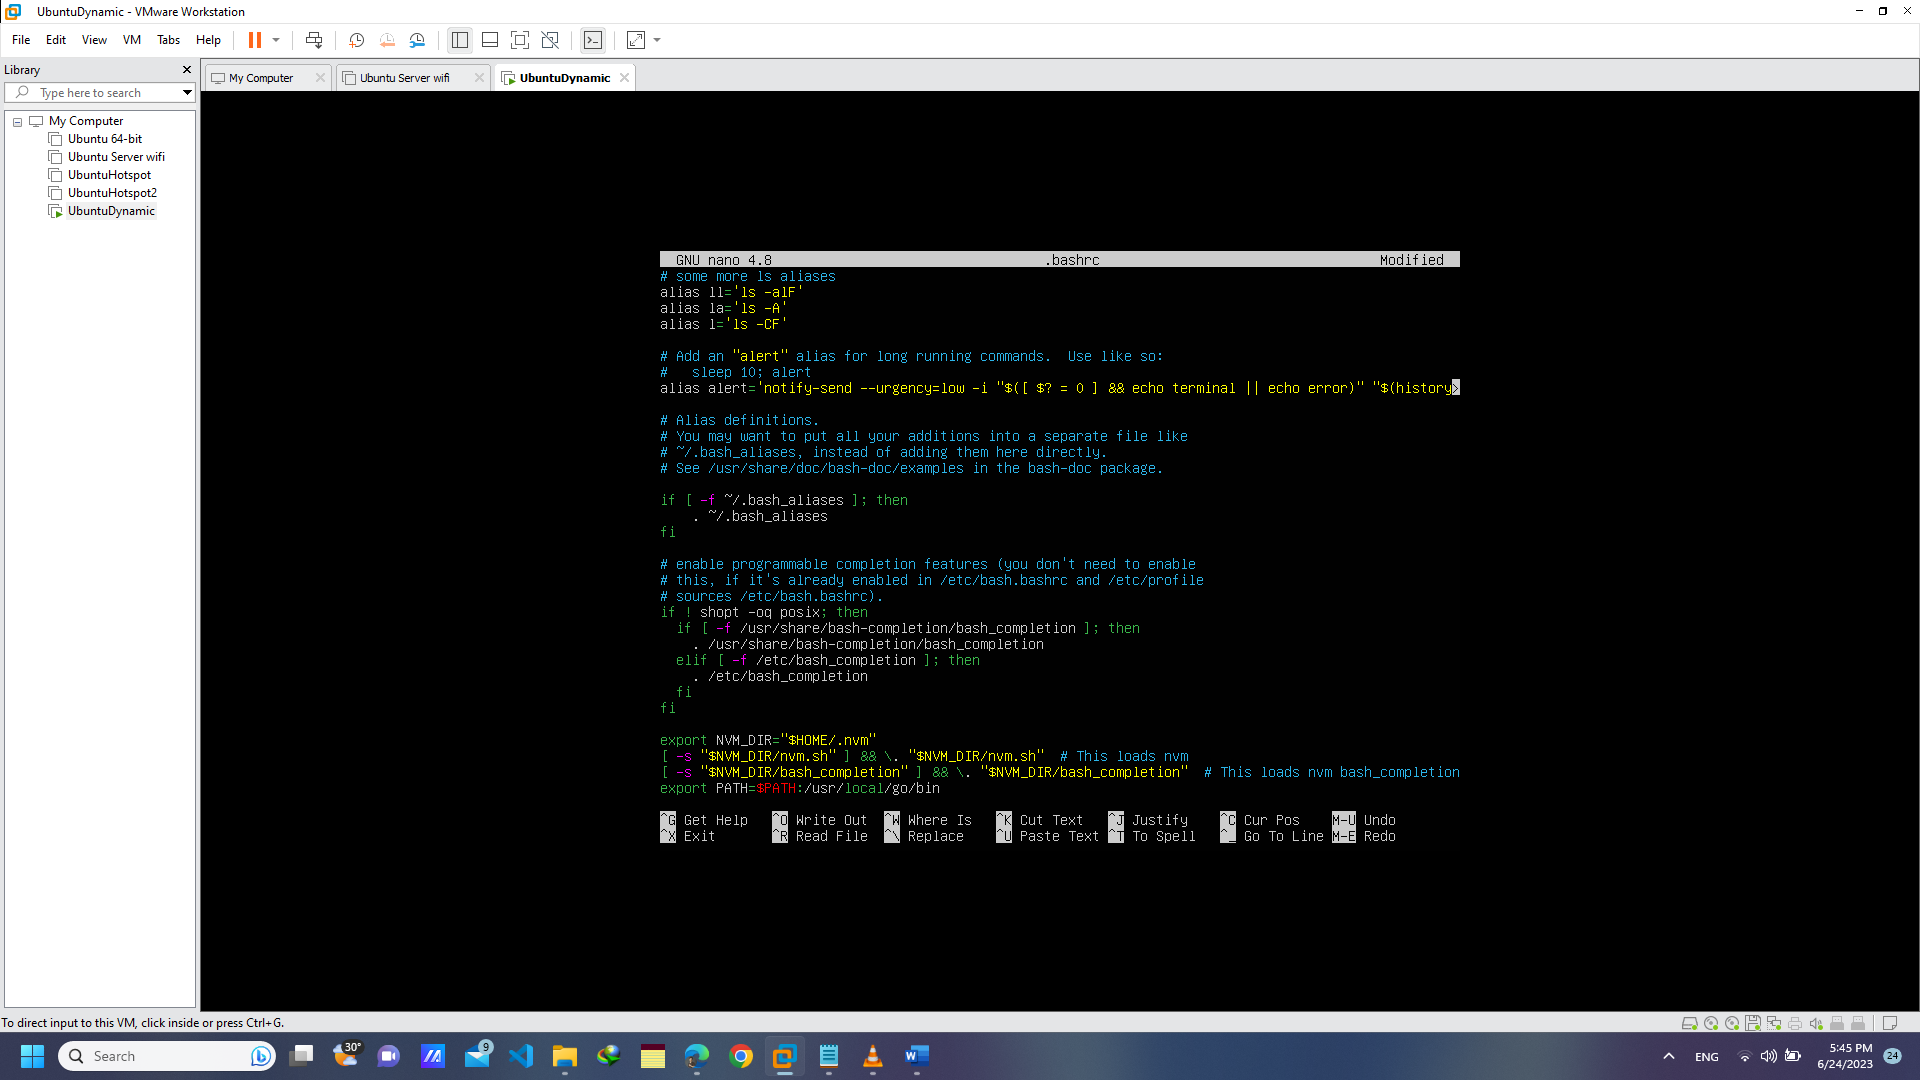 UbuntuDynamic - VMware Workstation
File Edit View VM Tabs Help
Library
Type here to search
My Computer
Ubuntu 64-bit
Ubuntu Server wifi
UbuntuHotspot
UbuntuHotspot2
UbuntuDynamic
My Computer Ubuntu Server wifi UbuntuDynamic
GNU nano 4.8 .bashrc Modified
# some more ls aliases
alias ll='ls -alF'
alias la='ls -A'
alias l='ls -CF'
# Add an "alert" alias for long running commands.  Use like so:
#   sleep 10; alert
alias alert='notify-send --urgency=low -i "$([ $? = 0 ] && echo terminal || echo error)" "$(history>
# Alias definitions.
# You may want to put all your additions into a separate file like
# ~/.bash_aliases, instead of adding them here directly.
# See /usr/share/doc/bash-doc/examples in the bash-doc package.
if [ -f ~/.bash_aliases ]; then
    . ~/.bash_aliases
fi
# enable programmable completion features (you don't need to enable
# this, if it's already enabled in /etc/bash.bashrc and /etc/profile
# sources /etc/bash.bashrc).
if ! shopt -oq posix; then
  if [ -f /usr/share/bash-completion/bash_completion ]; then
    . /usr/share/bash-completion/bash_completion
  elif [ -f /etc/bash_completion ]; then
    . /etc/bash_completion
  fi
fi
export NVM_DIR="$HOME/.nvm"
[ -s "$NVM_DIR/nvm.sh" ] && \. "$NVM_DIR/nvm.sh"  # This loads nvm
[ -s "$NVM_DIR/bash_completion" ] && \. "$NVM_DIR/bash_completion"  # This loads nvm bash_completion
export PATH=$PATH:/usr/local/go/bin
^G Get Help ^O Write Out ^W Where Is ^K Cut Text ^J Justify ^C Cur Pos M-U Undo
^X Exit ^R Read File ^\ Replace ^U Paste Text ^T To Spell ^_ Go To Line M-E Redo
To direct input to this VM, click inside or press Ctrl+G.
Search
30°
9
W
ENG
5:45 PM
6/24/2023
24